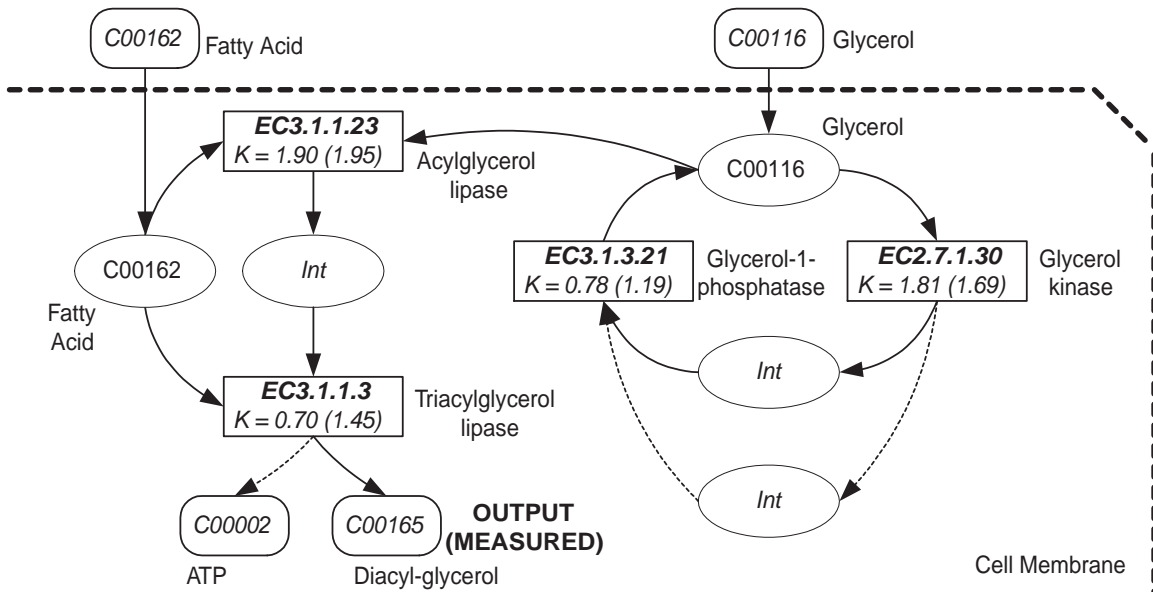 C00162
Fatty Acid
C00116
Glycerol
EC3.1.1.23
K = 1.90 (1.95)
Acylglycerol
lipase
Glycerol
C00116
C00162
Fatty
Acid
Int
EC3.1.3.21
K = 0.78 (1.19)
Glycerol-1-
phosphatase
EC2.7.1.30
K = 1.81 (1.69)
Glycerol
kinase
Int
EC3.1.1.3
K = 0.70 (1.45)
Triacylglycerol
lipase
Int
C00002
ATP
C00165
Diacyl-glycerol
OUTPUT
(MEASURED)
Cell Membrane